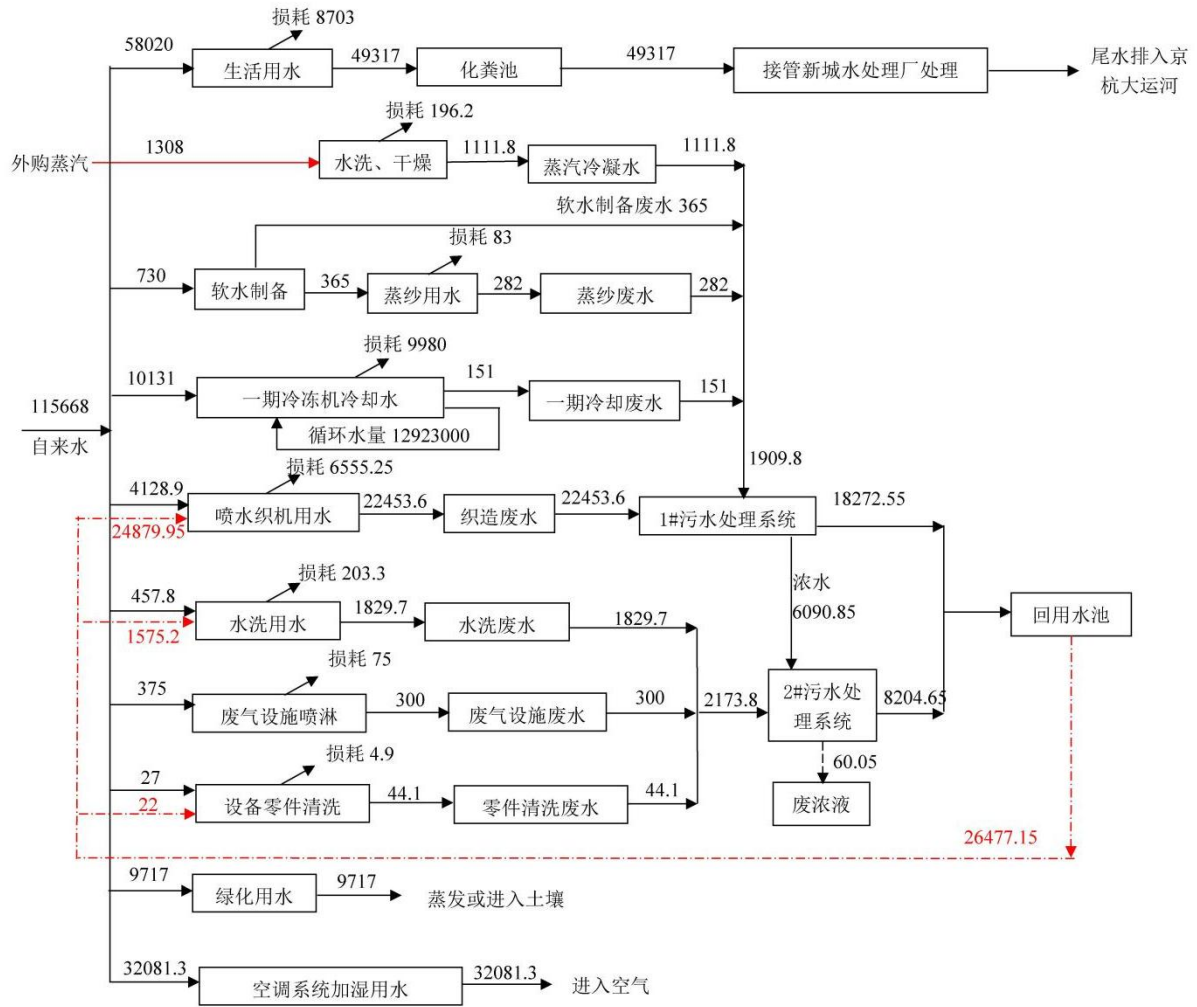 损耗 8703
58020
生活用水
49317
化粪池
49317
接管新城水处理厂处理
尾水排入京
杭大运河
损耗 196.2
外购蒸汽
1308
水洗、干燥
1111.8
蒸汽冷凝水
1111.8
软水制备废水 365
损耗 83
730
软水制备
365
蒸纱用水
282
蒸纱废水
282
损耗 9980
10131
一期冷冻机冷却水
151
一期冷却废水
151
循环水量 12923000
115668
自来水
损耗 6555.25
1909.8
4128.9
24879.95
喷水织机用水
22453.6
织造废水
22453.6
1#污水处理系统
18272.55
浓水
6090.85
损耗 203.3
457.8
1575.2
水洗用水
1829.7
水洗废水
1829.7
回用水池
损耗 75
375
废气设施喷淋
300
废气设施废水
300
2173.8
2#污水处
理系统
8204.65
60.05
废浓液
损耗 4.9
27
22
设备零件清洗
44.1
零件清洗废水
44.1
26477.15
9717
绿化用水
9717
蒸发或进入土壤
32081.3
空调系统加湿用水
32081.3
进入空气